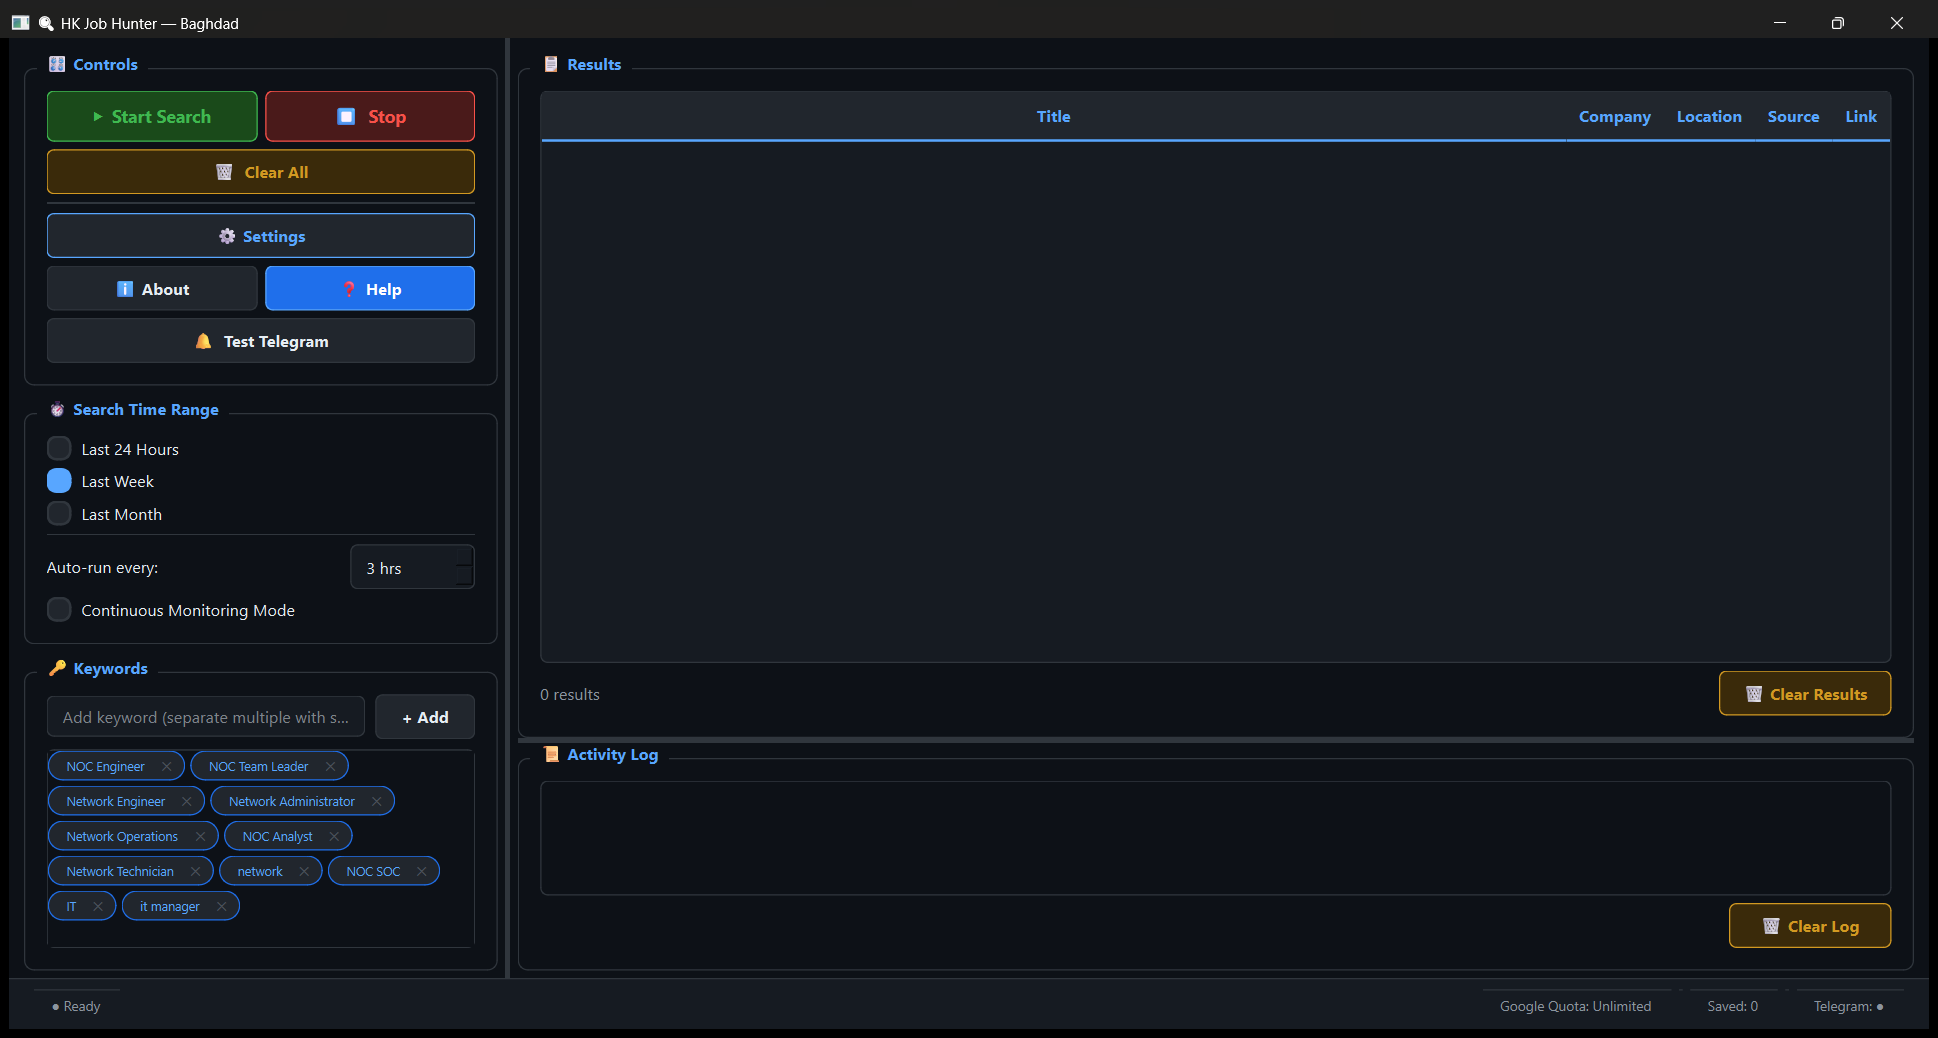 HK Job Hunter — Baghdad
Controls
Start Search
Stop
Clear All
Settings
About
Help
Test Telegram
Search Time Range
Last 24 Hours
Last Week
Last Month
Auto-run every:
3 hrs
Continuous Monitoring Mode
Keywords
Add keyword (separate multiple with s...
+ Add
NOC Engineer
NOC Team Leader
Network Engineer
Network Administrator
Network Operations
NOC Analyst
Network Technician
network
NOC SOC
IT
it manager
Results
Title Company Location Source Link
0 results
Clear Results
Activity Log
Clear Log
● Ready
Google Quota: Unlimited
Saved: 0
Telegram: ●